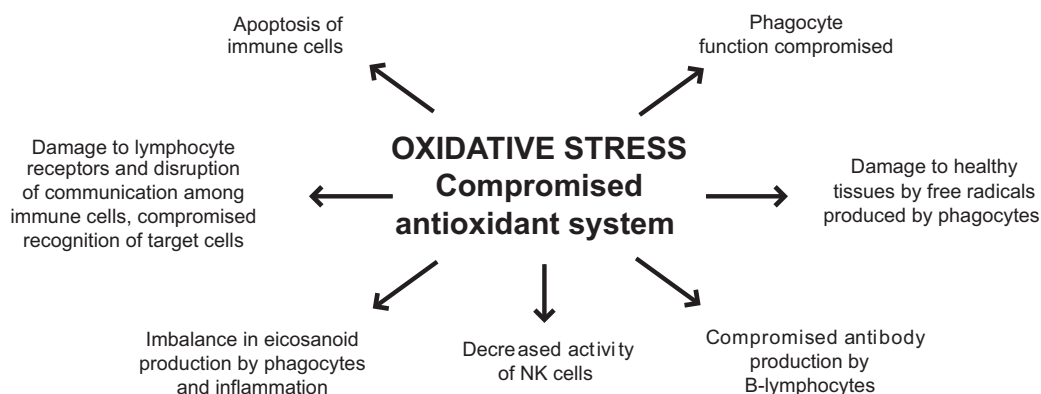 Apoptosis of
immune cells
Phagocyte
function compromised
OXIDATIVE STRESS
Compromised
antioxidant system
Damage to lymphocyte
receptors and disruption
of communication among
immune cells, compromised
recognition of target cells
Damage to healthy
tissues by free radicals
produced by phagocytes
Imbalance in eicosanoid
production by phagocytes
and inflammation
Decreased activity
of NK cells
Compromised antibody
production by
B-lymphocytes